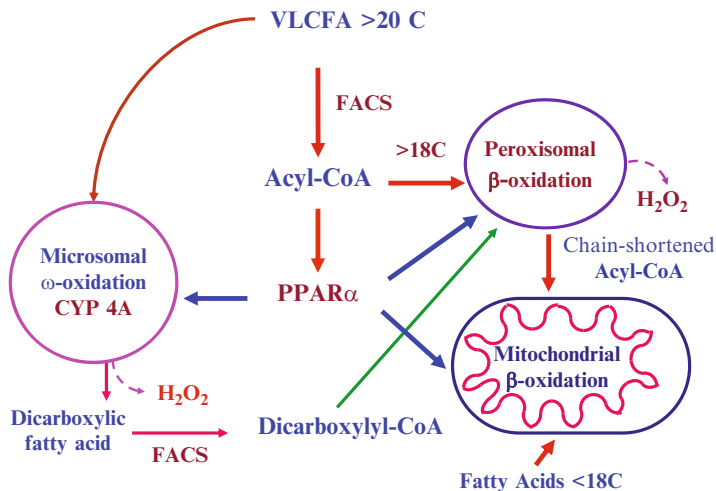 VLCFA >20 C
FACS
>18C
Acyl-CoA
Peroxisomal
β-oxidation
H₂O₂
Chain-shortened
Acyl-CoA
Microsomal
ω-oxidation
CYP 4A
PPARα
Mitochondrial
β-oxidation
H₂O₂
Dicarboxylic
fatty acid
FACS
Dicarboxylyl-CoA
Fatty Acids <18C